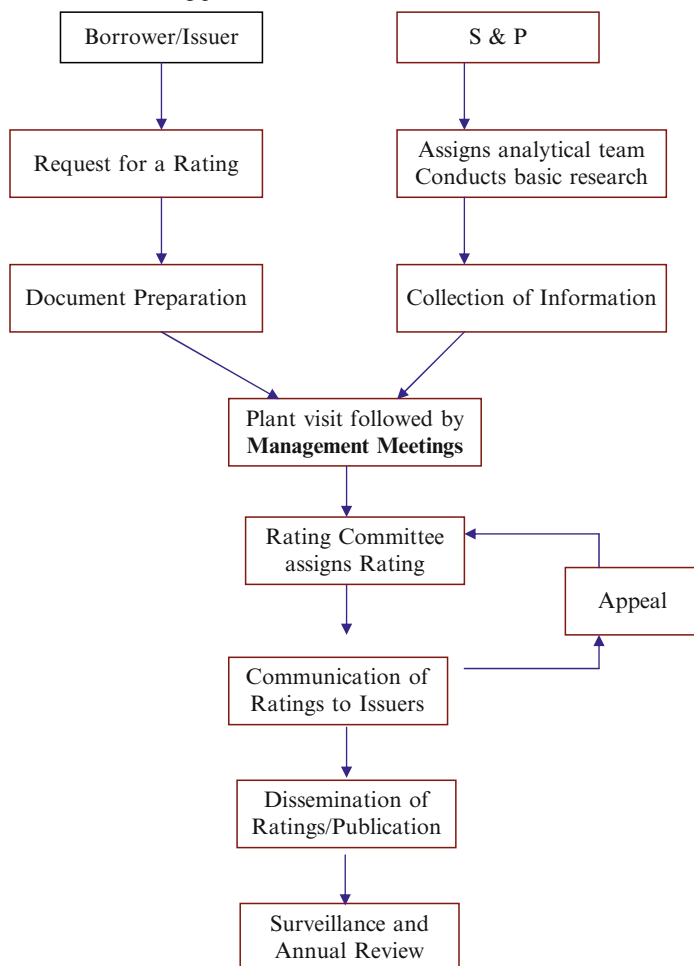 Borrower/Issuer
S & P
Request for a Rating
Assigns analytical team
Conducts basic research
Document Preparation
Collection of Information
Plant visit followed by
Management Meetings
Rating Committee
assigns Rating
Appeal
Communication of
Ratings to Issuers
Dissemination of
Ratings/Publication
Surveillance and
Annual Review